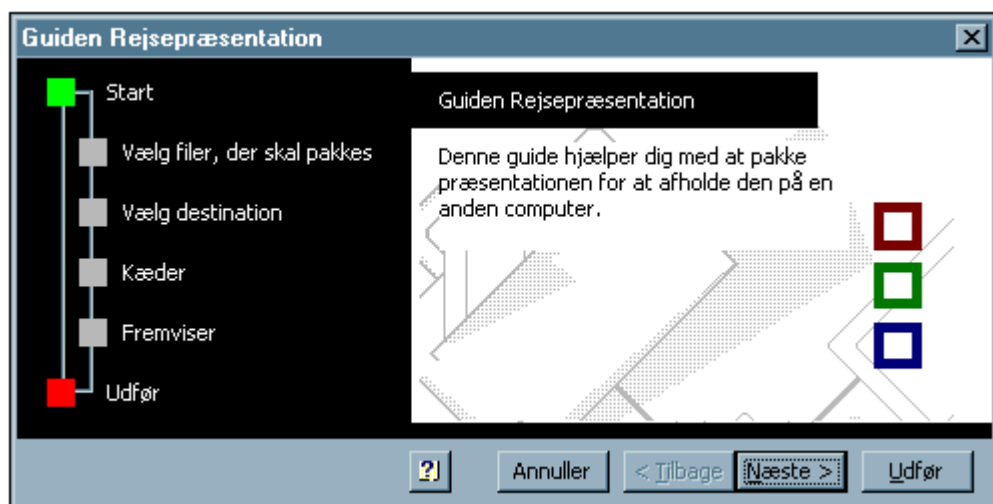 Guiden Rejsepræsentation
Start
Vælg filer, der skal pakkes
Vælg destination
Kæder
Fremviser
Udfør
Guiden Rejsepræsentation
Denne guide hjælper dig med at pakke
præsentationen for at afholde den på en
anden computer.
Annuller
< Tilbage
Næste >
Udfør